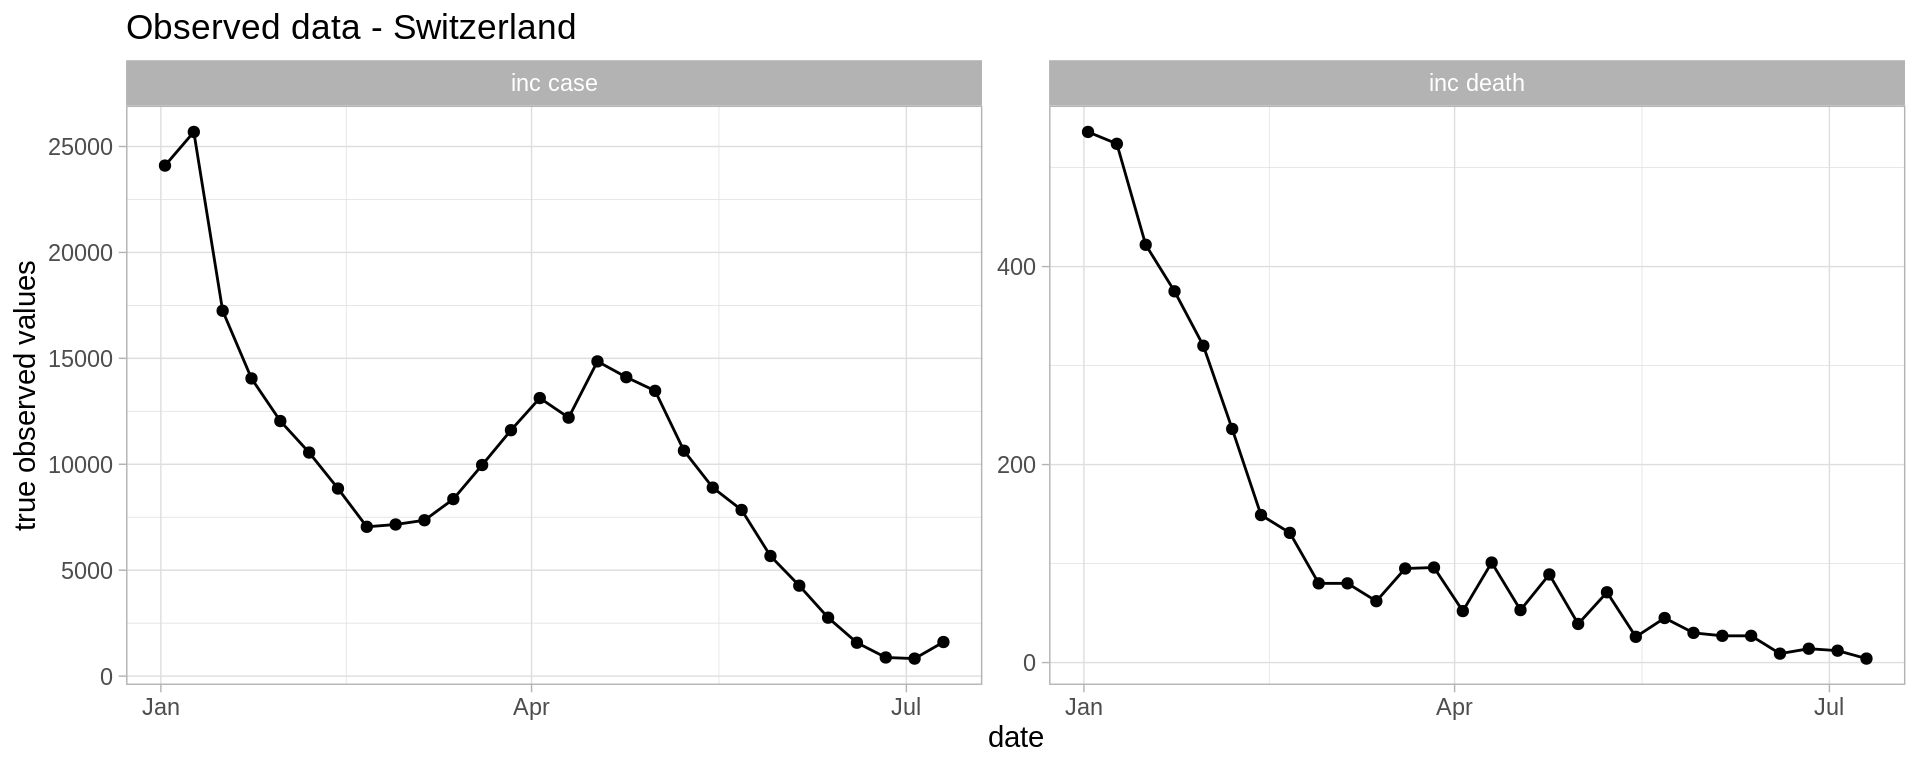 Observed data - Switzerland
inc case
inc death
true observed values
25000
20000
15000
10000
5000
0
400
200
0
Jan
Apr
Jul
Jan
Apr
Jul
date